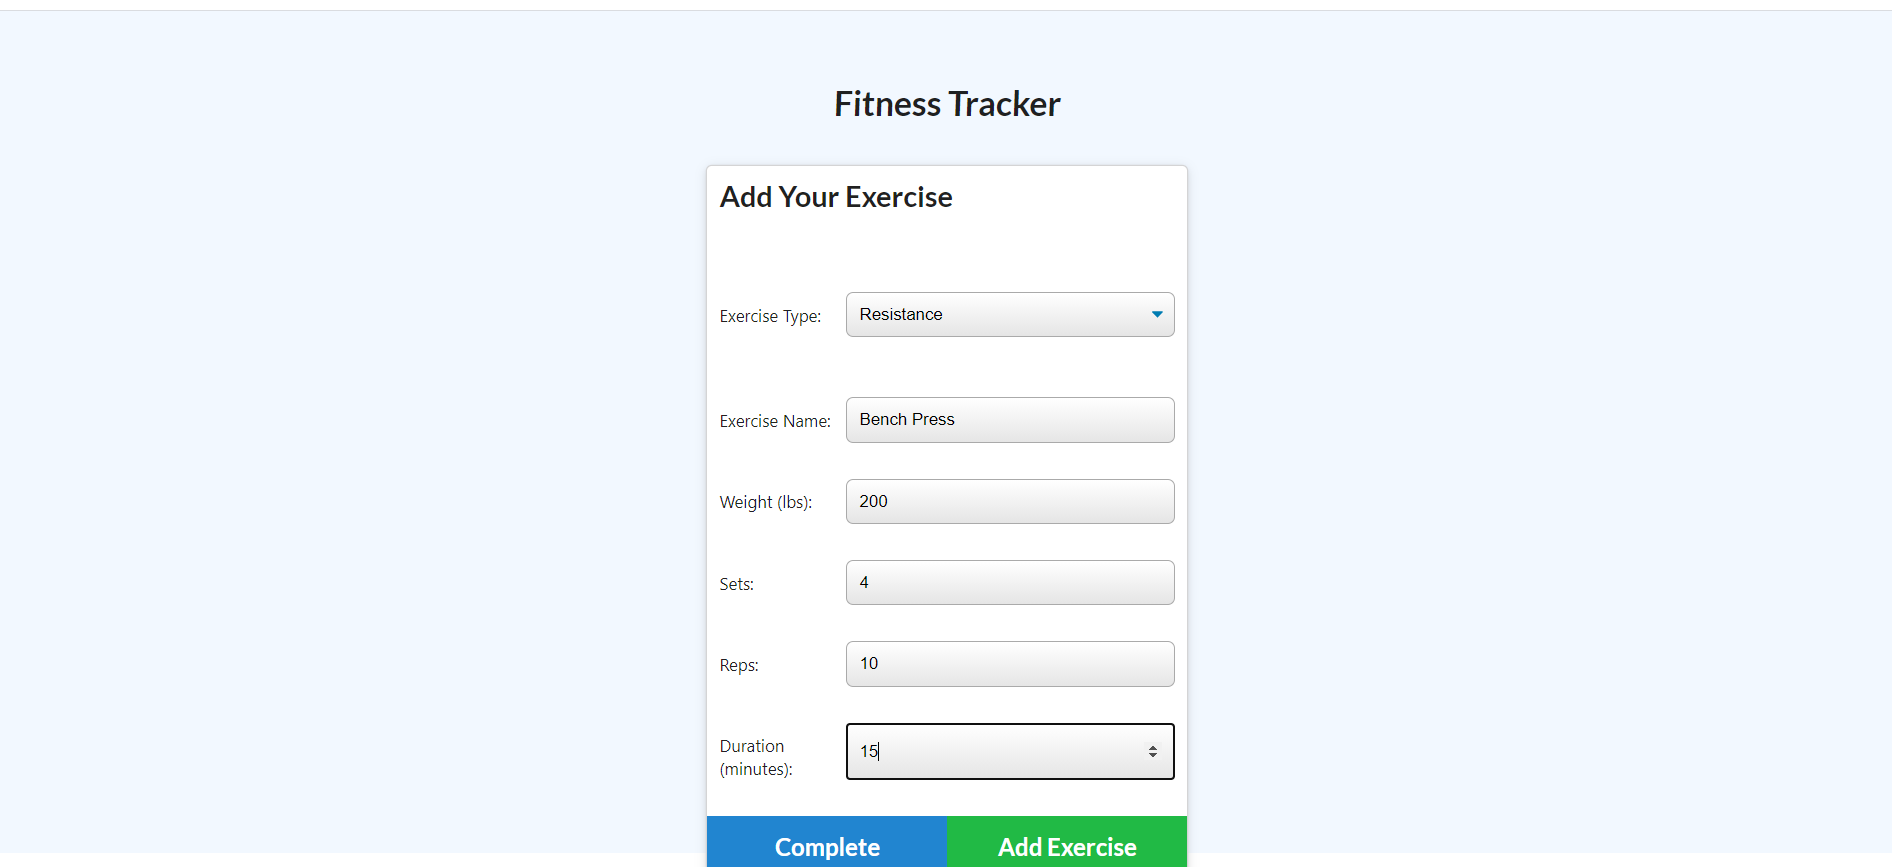 Fitness Tracker
Add Your Exercise
Exercise Type: Resistance
Exercise Name: Bench Press
Weight (lbs): 200
Sets: 4
Reps: 10
Duration
(minutes): 15
Complete Add Exercise